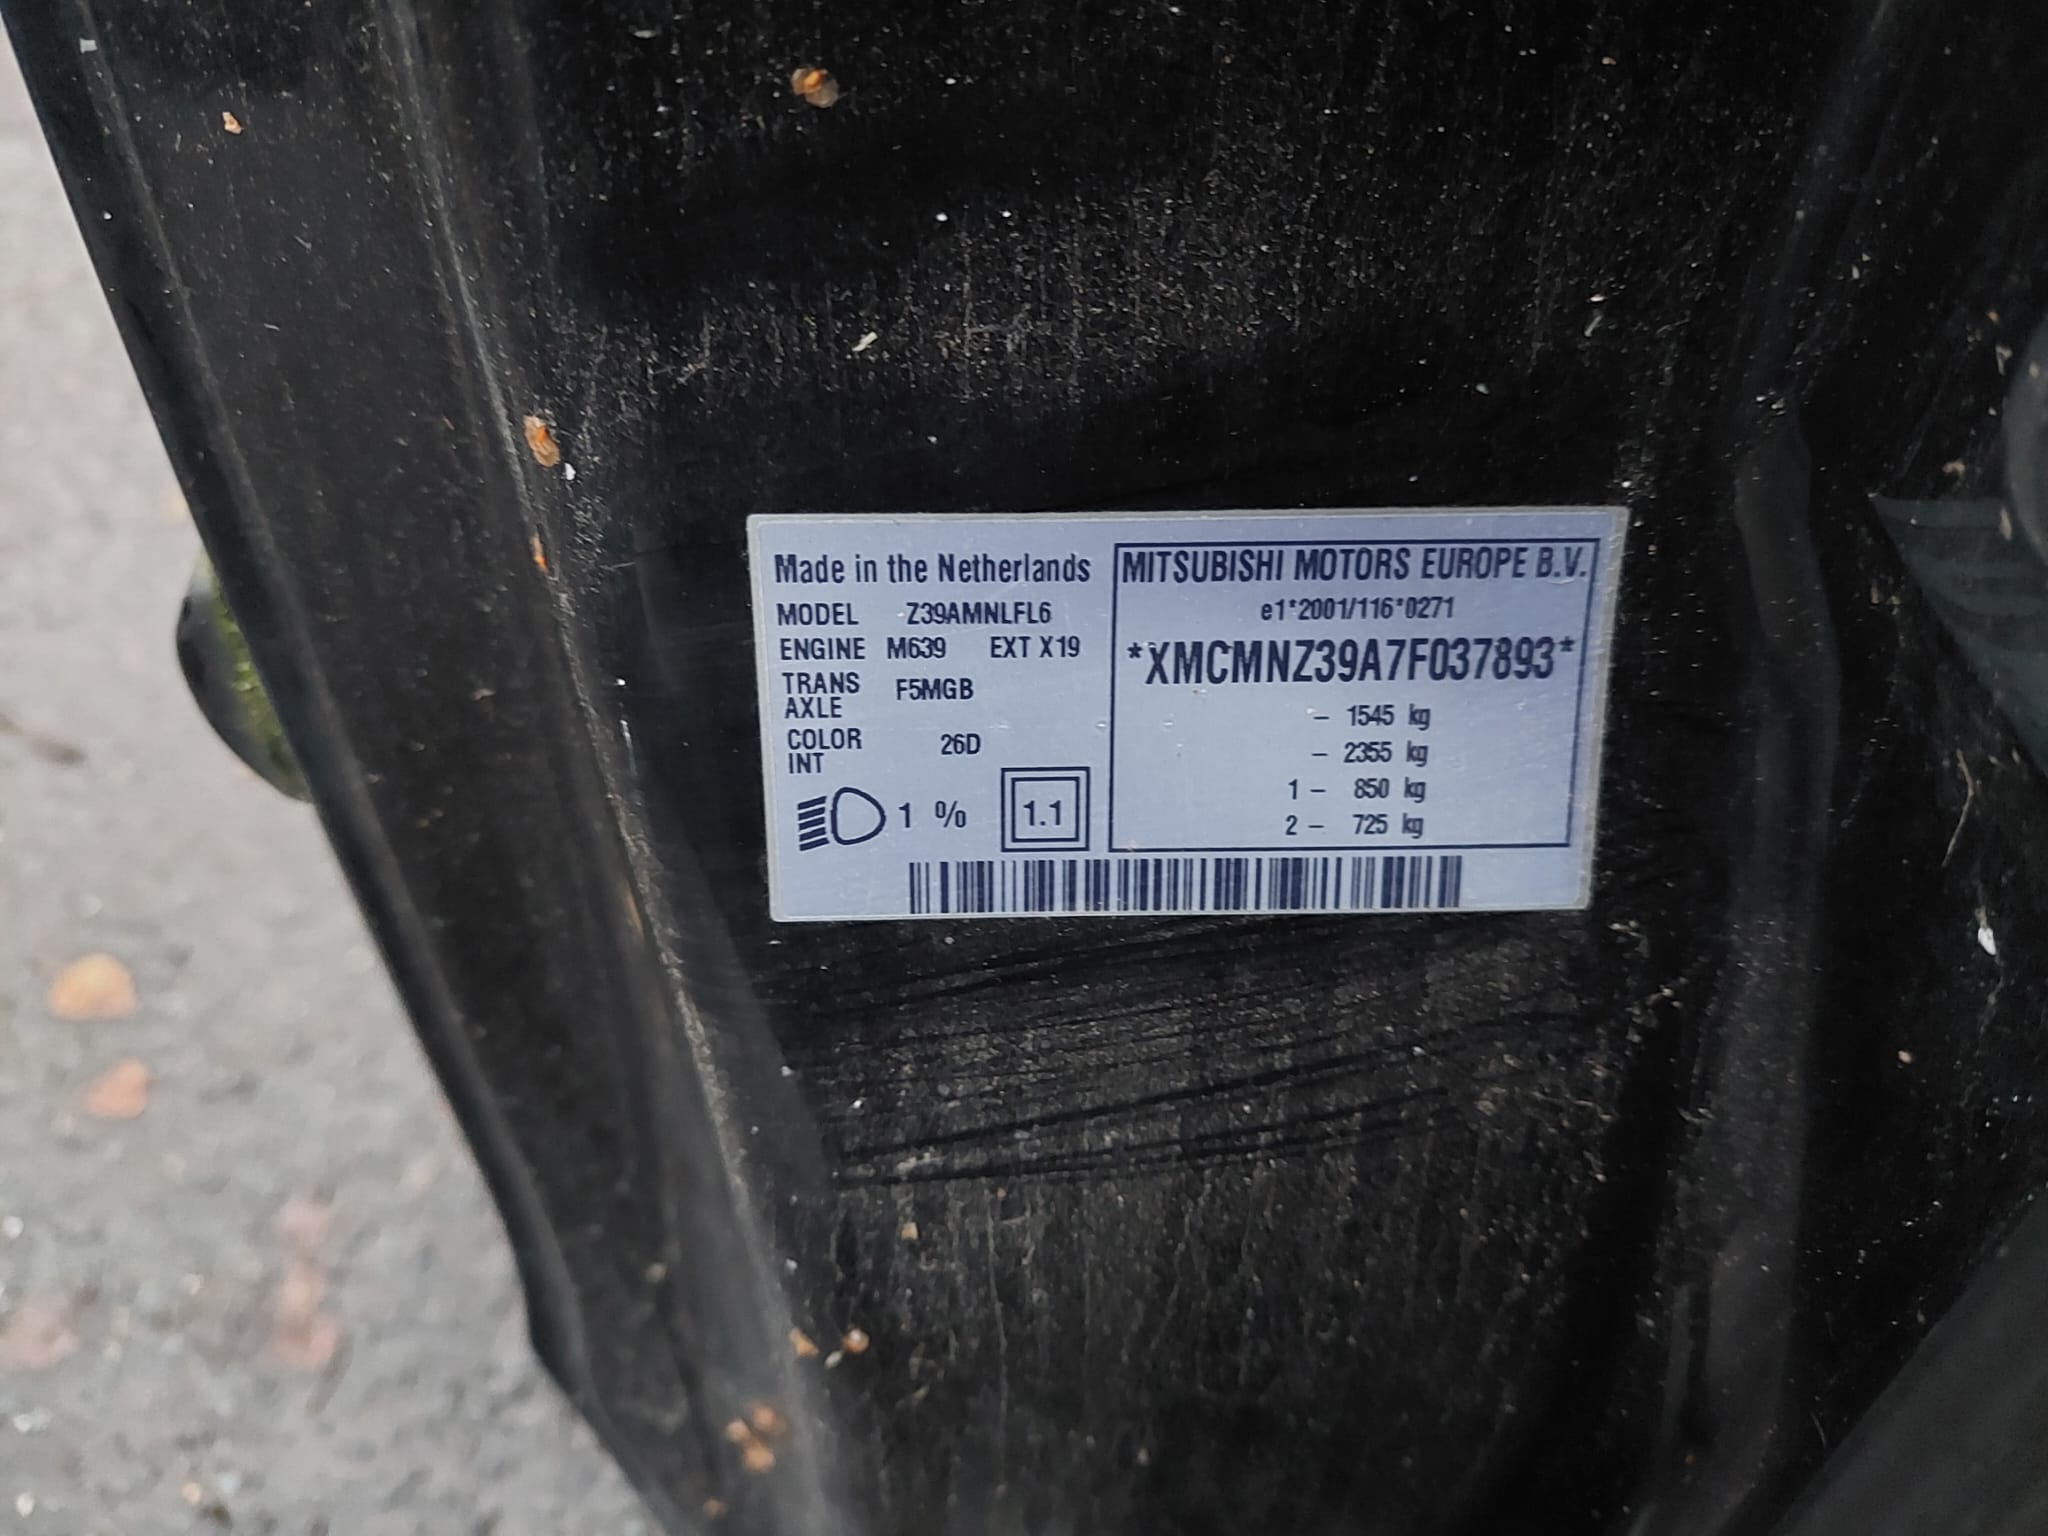 Made in the Netherlands
MODEL Z39AMNLFL6
ENGINE M639 EXT X19
TRANS AXLE F5MGB
COLOR INT 26D
1 %
1.1
MITSUBISHI MOTORS EUROPE B.V.
e1*2001/116*0271
*XMCMNZ39A7F037893*
– 1545 kg
– 2355 kg
1 – 850 kg
2 – 725 kg